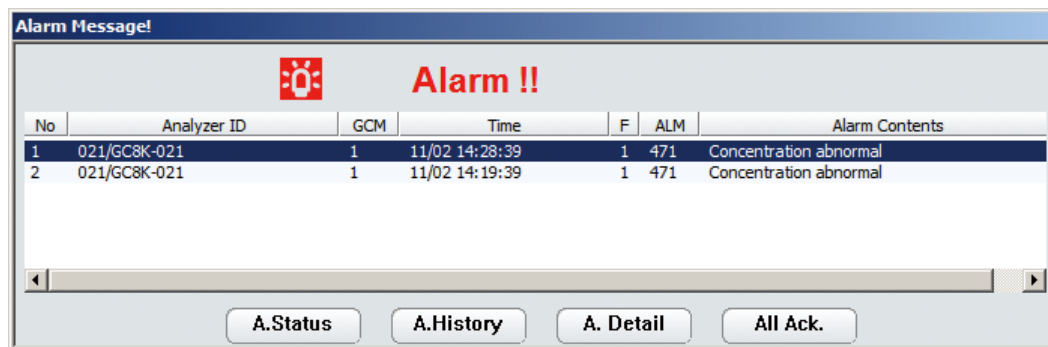 Alarm Message!
Alarm !!
No Analyzer ID GCM Time F ALM Alarm Contents
1 021/GC8K-021 1 11/02 14:28:39 1 471 Concentration abnormal
2 021/GC8K-021 1 11/02 14:19:39 1 471 Concentration abnormal
A.Status A.History A. Detail All Ack.